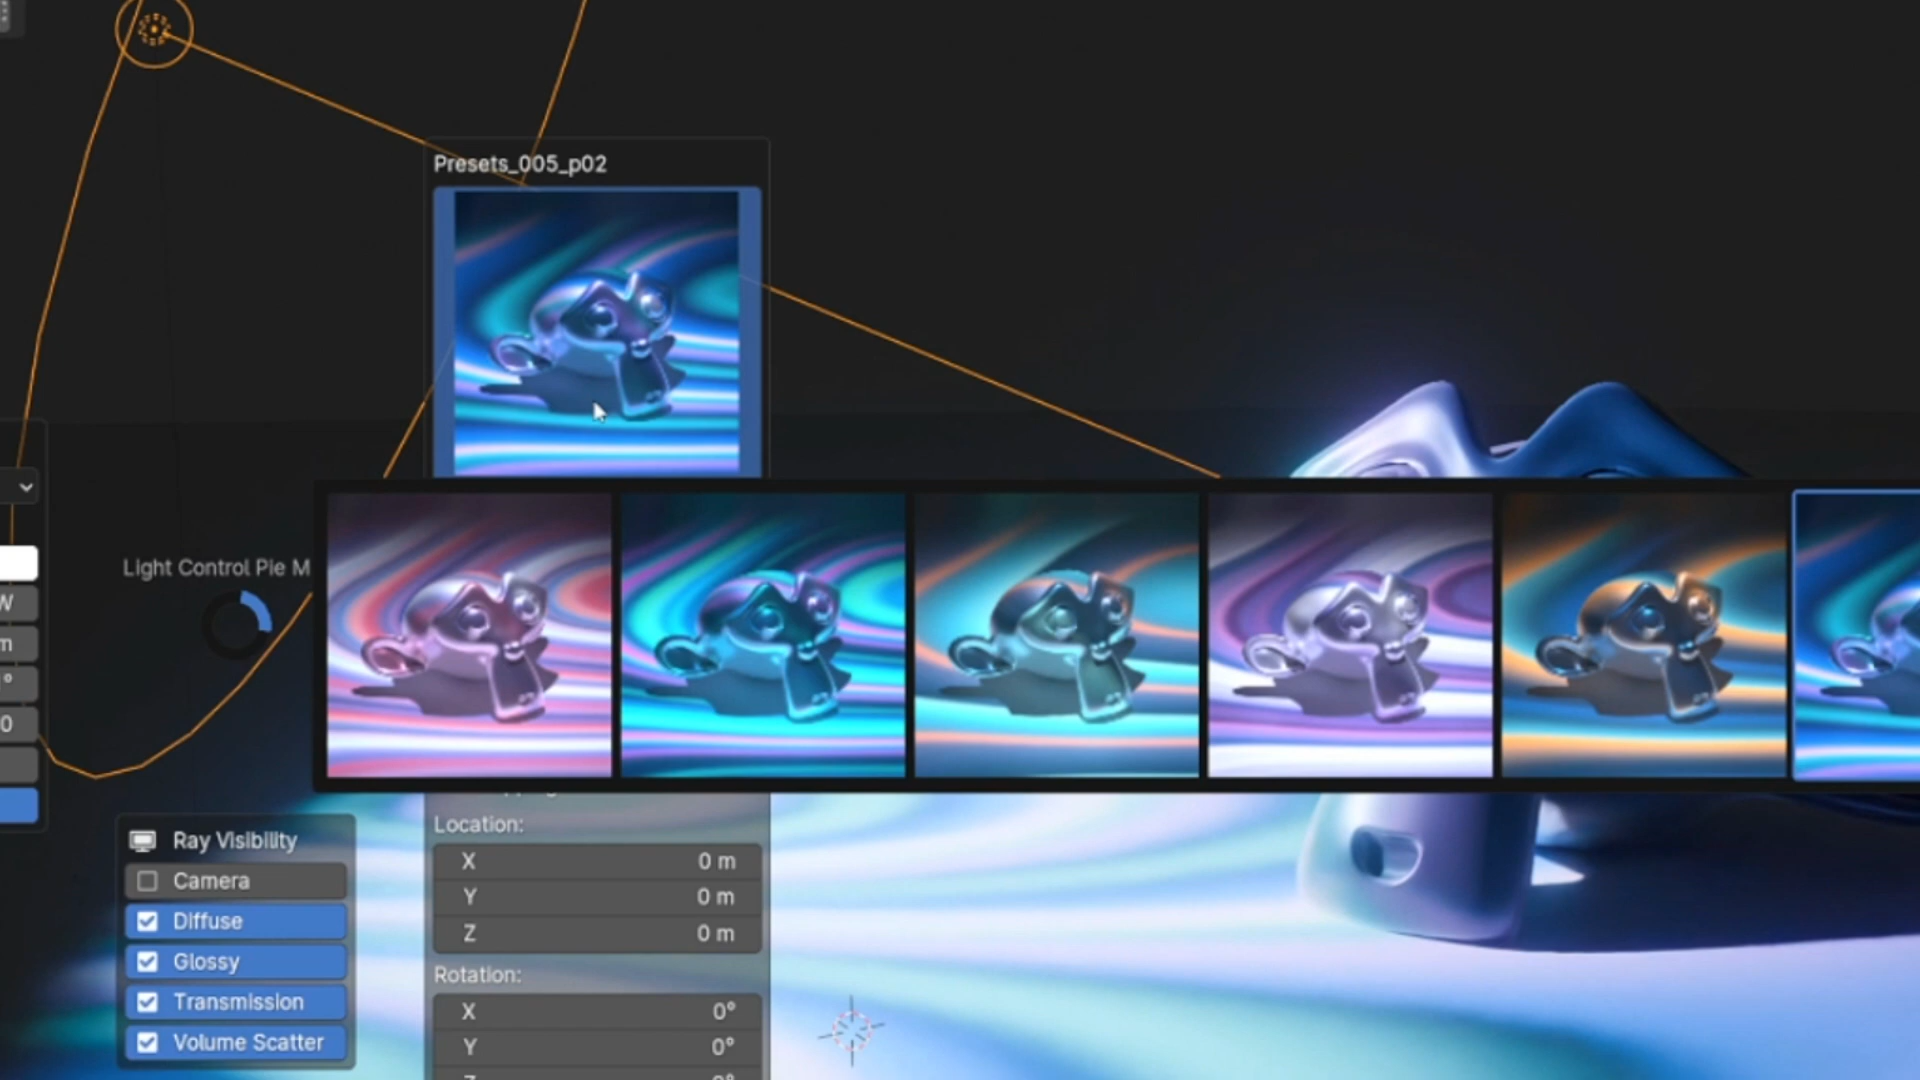 Presets_005_p02
Light Control Pie M
W
m
°
0
Ray Visibility
Camera
Diffuse
Glossy
Transmission
Volume Scatter
Location:
X 0 m
Y 0 m
Z 0 m
Rotation:
X 0°
Y 0°